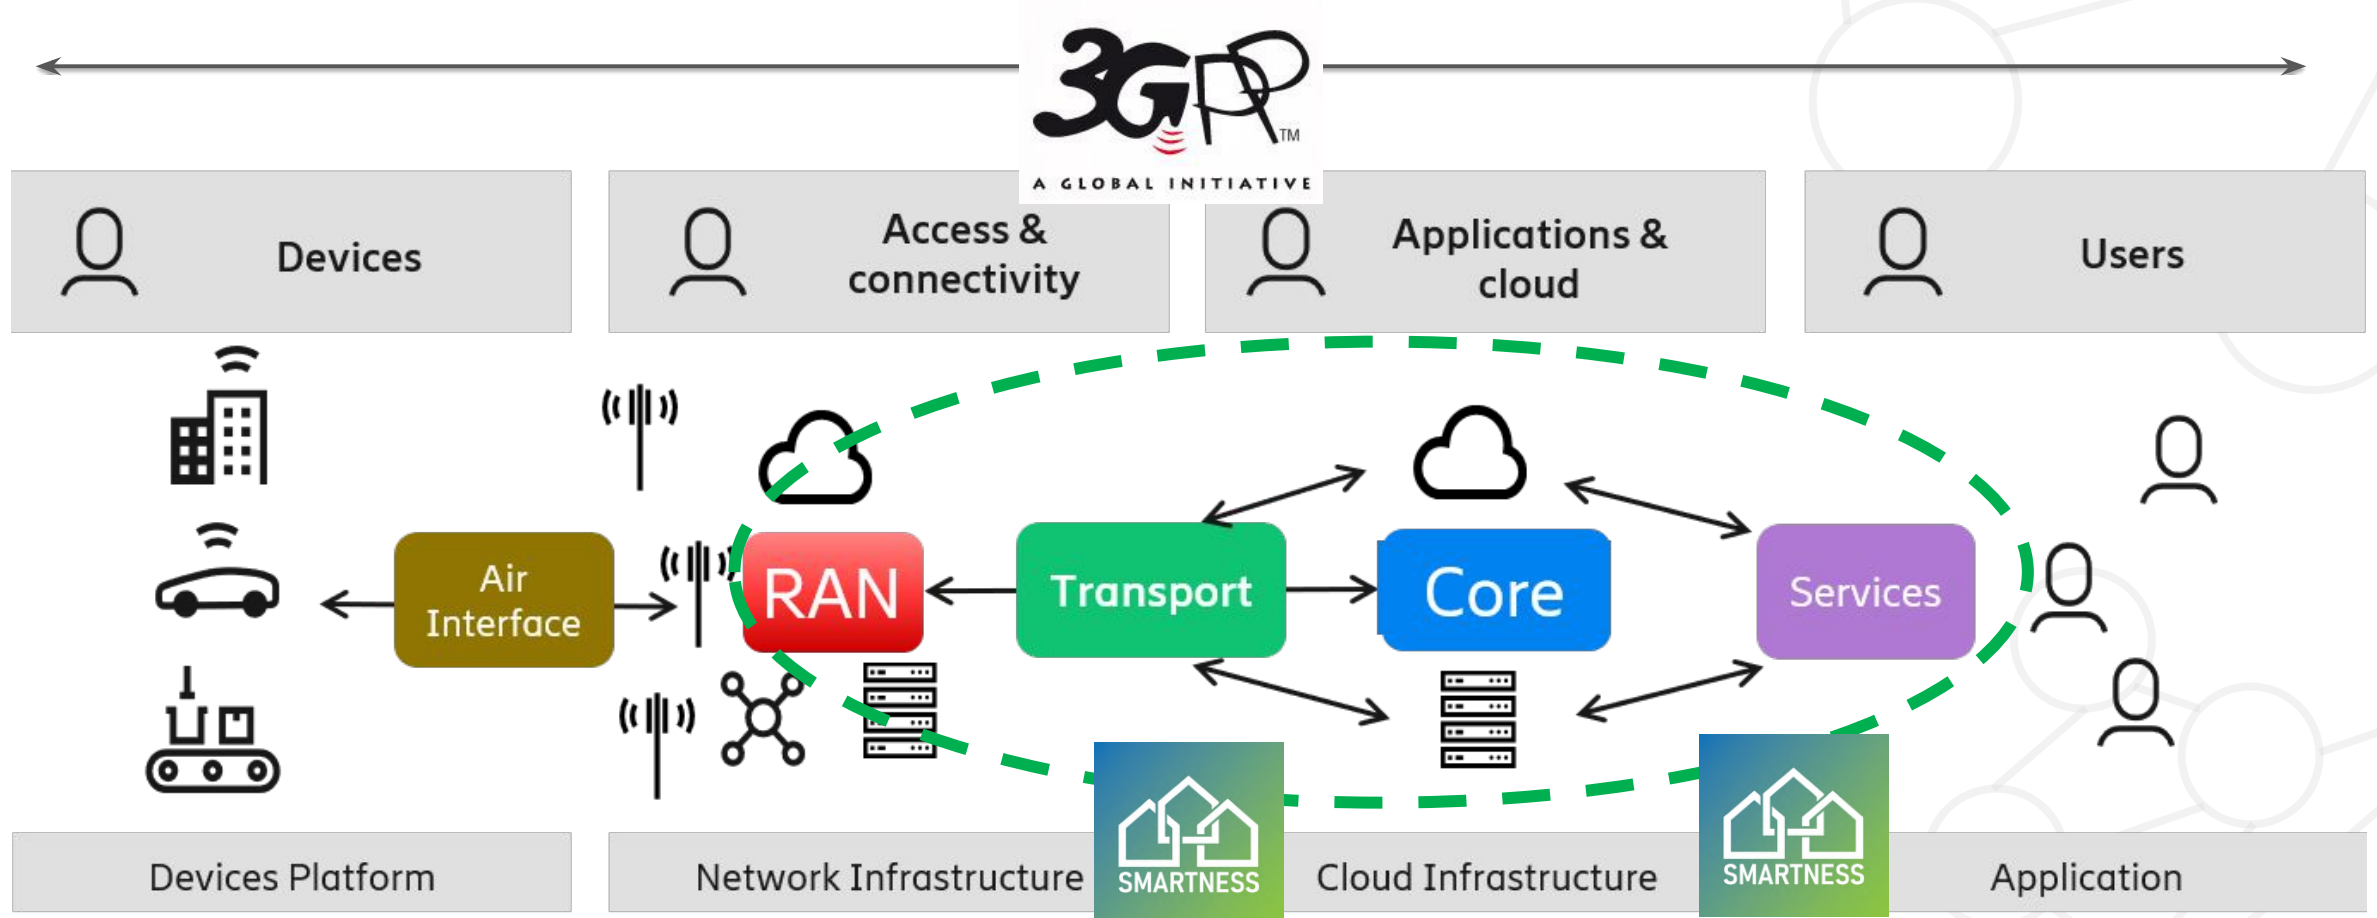 3GPP
TM
A GLOBAL INITIATIVE
Devices
Access &
connectivity
Applications &
cloud
Users
Air
Interface
RAN
Transport
Core
Services
Devices Platform
Network Infrastructure
SMARTNESS
Cloud Infrastructure
SMARTNESS
Application